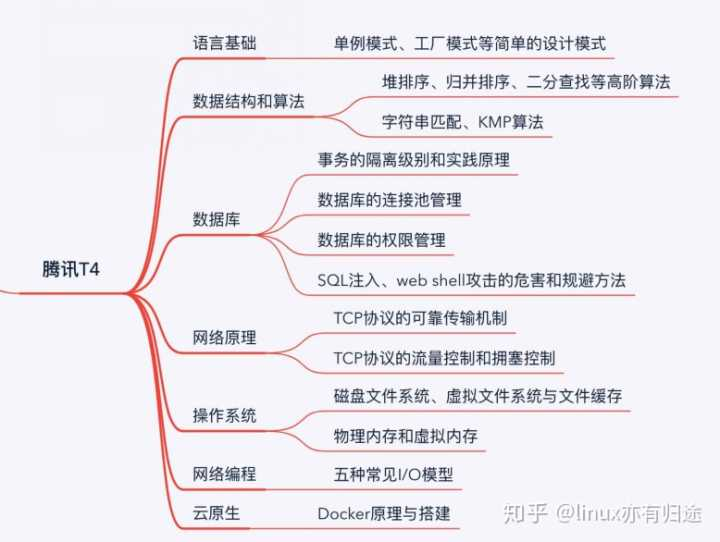 语言基础
单例模式、工厂模式等简单的设计模式
数据结构和算法
堆排序、归并排序、二分查找等高阶算法
字符串匹配、KMP算法
数据库
事务的隔离级别和实践原理
数据库的连接池管理
数据库的权限管理
SQL注入、web shell攻击的危害和规避方法
腾讯T4
网络原理
TCP协议的可靠传输机制
TCP协议的流量控制和拥塞控制
操作系统
磁盘文件系统、虚拟文件系统与文件缓存
物理内存和虚拟内存
网络编程
五种常见I/O模型
云原生
Docker原理与搭建
知乎 @linux亦有归途